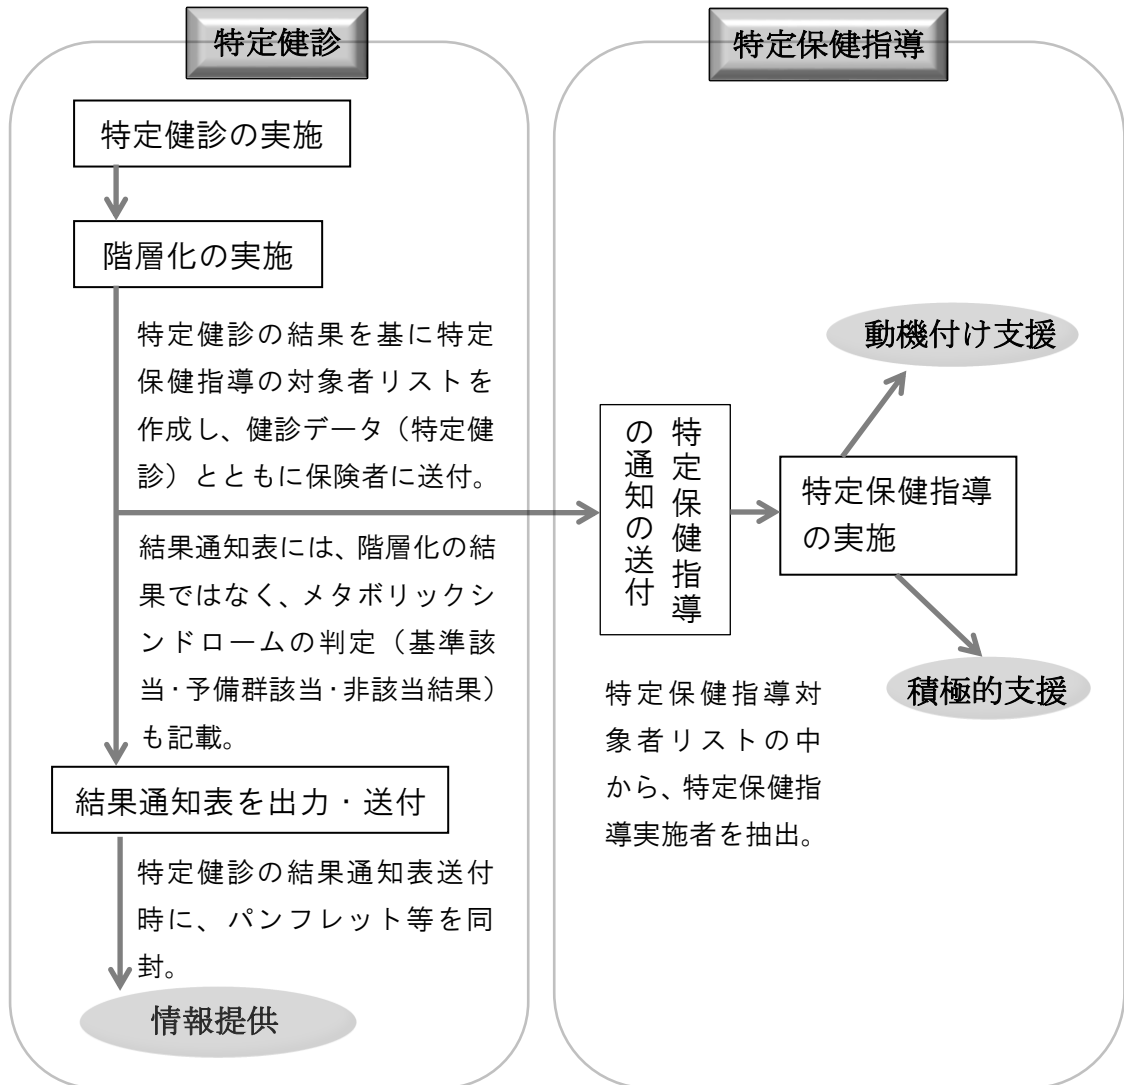 特定健診
特定健診の実施
階層化の実施
特定健診の結果を基に特定
保健指導の対象者リストを
作成し、健診データ（特定健
診）とともに保険者に送付。
結果通知表には、階層化の結
果ではなく、メタボリックシ
ンドロームの判定（基準該
当・予備群該当・非該当結果）
も記載。
結果通知表を出力・送付
特定健診の結果通知表送付
時に、パンフレット等を同
封。
情報提供
特定保健指導
特定保健指導
の通知の送付
特定保健指導対
象者リストの中
から、特定保健指
導実施者を抽出。
特定保健指導
の実施
動機付け支援
積極的支援